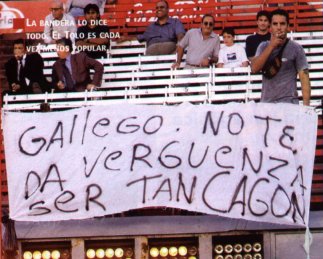 LA BANDERA LO DICE
TODO. EL TOLO ES CADA
VEZ MENOS POPULAR.
GALLEGO. NO TE
DA VERGUENZA
SER TAN CAGON